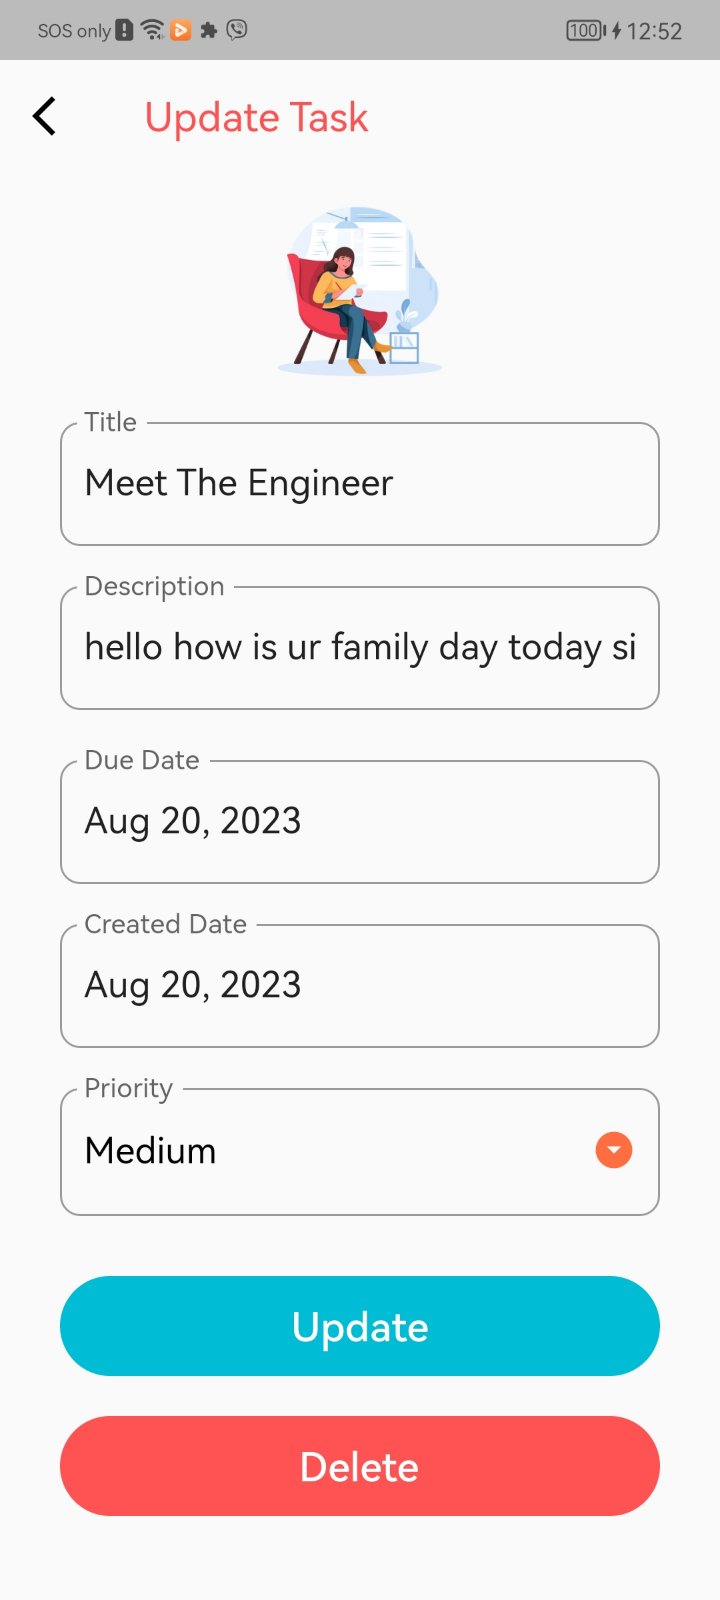 SOS only 100 12:52
Update Task
Title
Meet The Engineer
Description
hello how is ur family day today si
Due Date
Aug 20, 2023
Created Date
Aug 20, 2023
Priority
Medium
Update
Delete